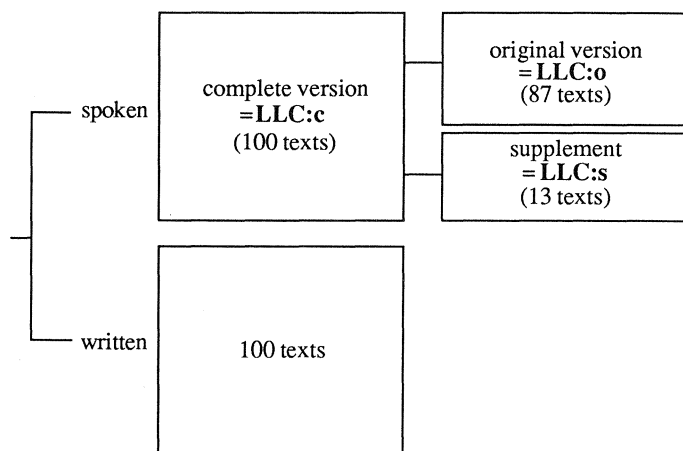 spoken
complete version
=LLC:c
(100 texts)
original version
=LLC:o
(87 texts)
supplement
=LLC:s
(13 texts)
written
100 texts